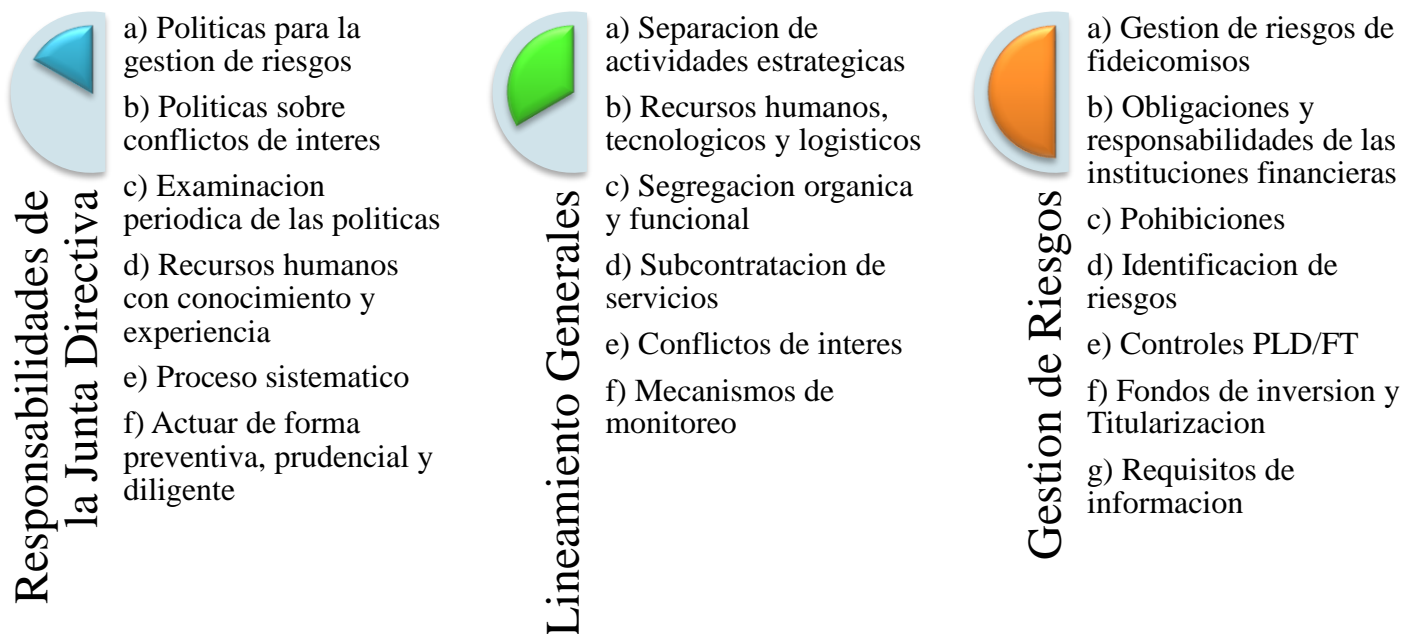 Responsabilidades de
la Junta Directiva
a) Politicas para la
gestion de riesgos
b) Politicas sobre
conflictos de interes
c) Examinacion
periodica de las politicas
d) Recursos humanos
con conocimiento y
experiencia
e) Proceso sistematico
f) Actuar de forma
preventiva, prudencial y
diligente
Lineamiento Generales
a) Separacion de
actividades estrategicas
b) Recursos humanos,
tecnologicos y logisticos
c) Segregacion organica
y funcional
d) Subcontratacion de
servicios
e) Conflictos de interes
f) Mecanismos de
monitoreo
Gestion de Riesgos
a) Gestion de riesgos de
fideicomisos
b) Obligaciones y
responsabilidades de las
instituciones financieras
c) Pohibiciones
d) Identificacion de
riesgos
e) Controles PLD/FT
f) Fondos de inversion y
Titularizacion
g) Requisitos de
informacion